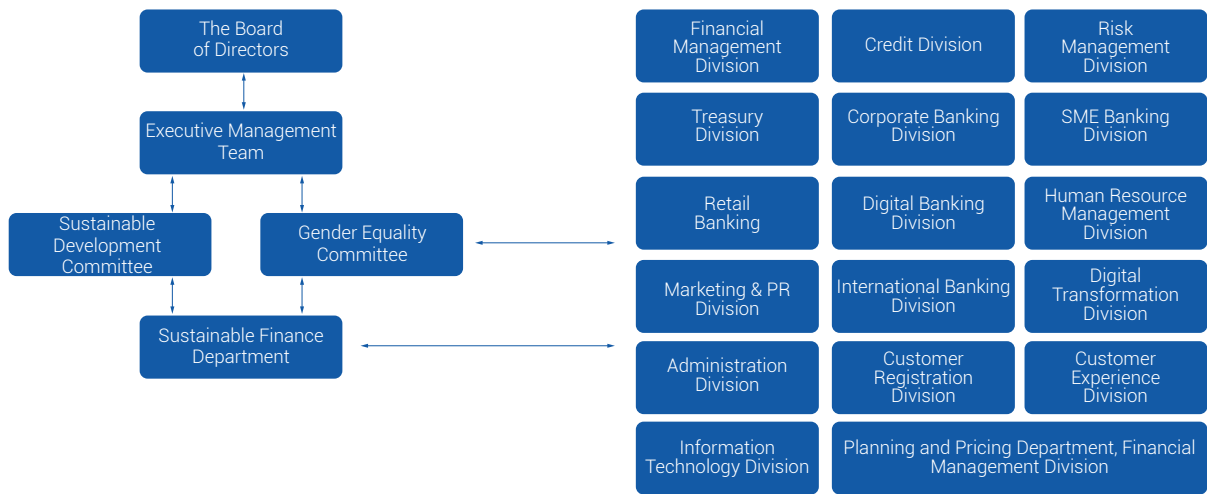 The Board
of Directors
Executive Management
Team
Sustainable
Development
Committee
Gender Equality
Committee
Sustainable Finance
Department
Financial
Management
Division
Credit Division
Risk
Management
Division
Treasury
Division
Corporate Banking
Division
SME Banking
Division
Retail
Banking
Digital Banking
Division
Human Resource
Management
Division
Marketing & PR
Division
International Banking
Division
Digital
Transformation
Division
Administration
Division
Customer
Registration
Division
Customer
Experience
Division
Information
Technology Division
Planning and Pricing Department, Financial
Management Division